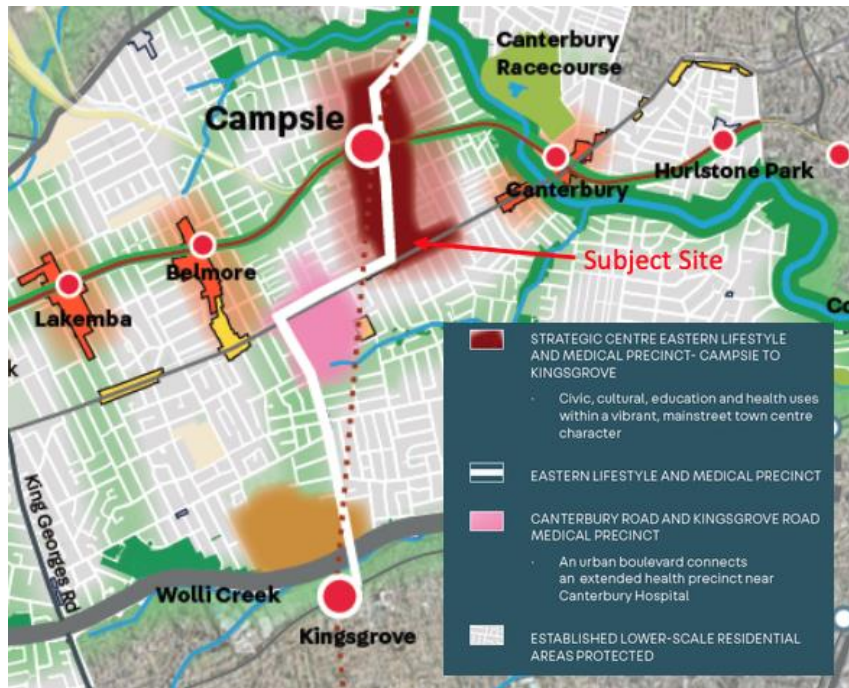 Canterbury
Racecourse
Campsie
Hurlstone Park
Canterbury
Subject Site
Belmore
Lakemba
Co
k
STRATEGIC CENTRE EASTERN LIFESTYLE
AND MEDICAL PRECINCT- CAMPSIE TO
KINGSGROVE
· Civic, cultural, education and health uses
within a vibrant, mainstreet town centre
character
EASTERN LIFESTYLE AND MEDICAL PRECINCT
CANTERBURY ROAD AND KINGSGROVE ROAD
MEDICAL PRECINCT
· An urban boulevard connects
an extended health precinct near
Canterbury Hospital
ESTABLISHED LOWER-SCALE RESIDENTIAL
AREAS PROTECTED
King Georges Rd
Wolli Creek
Kingsgrove